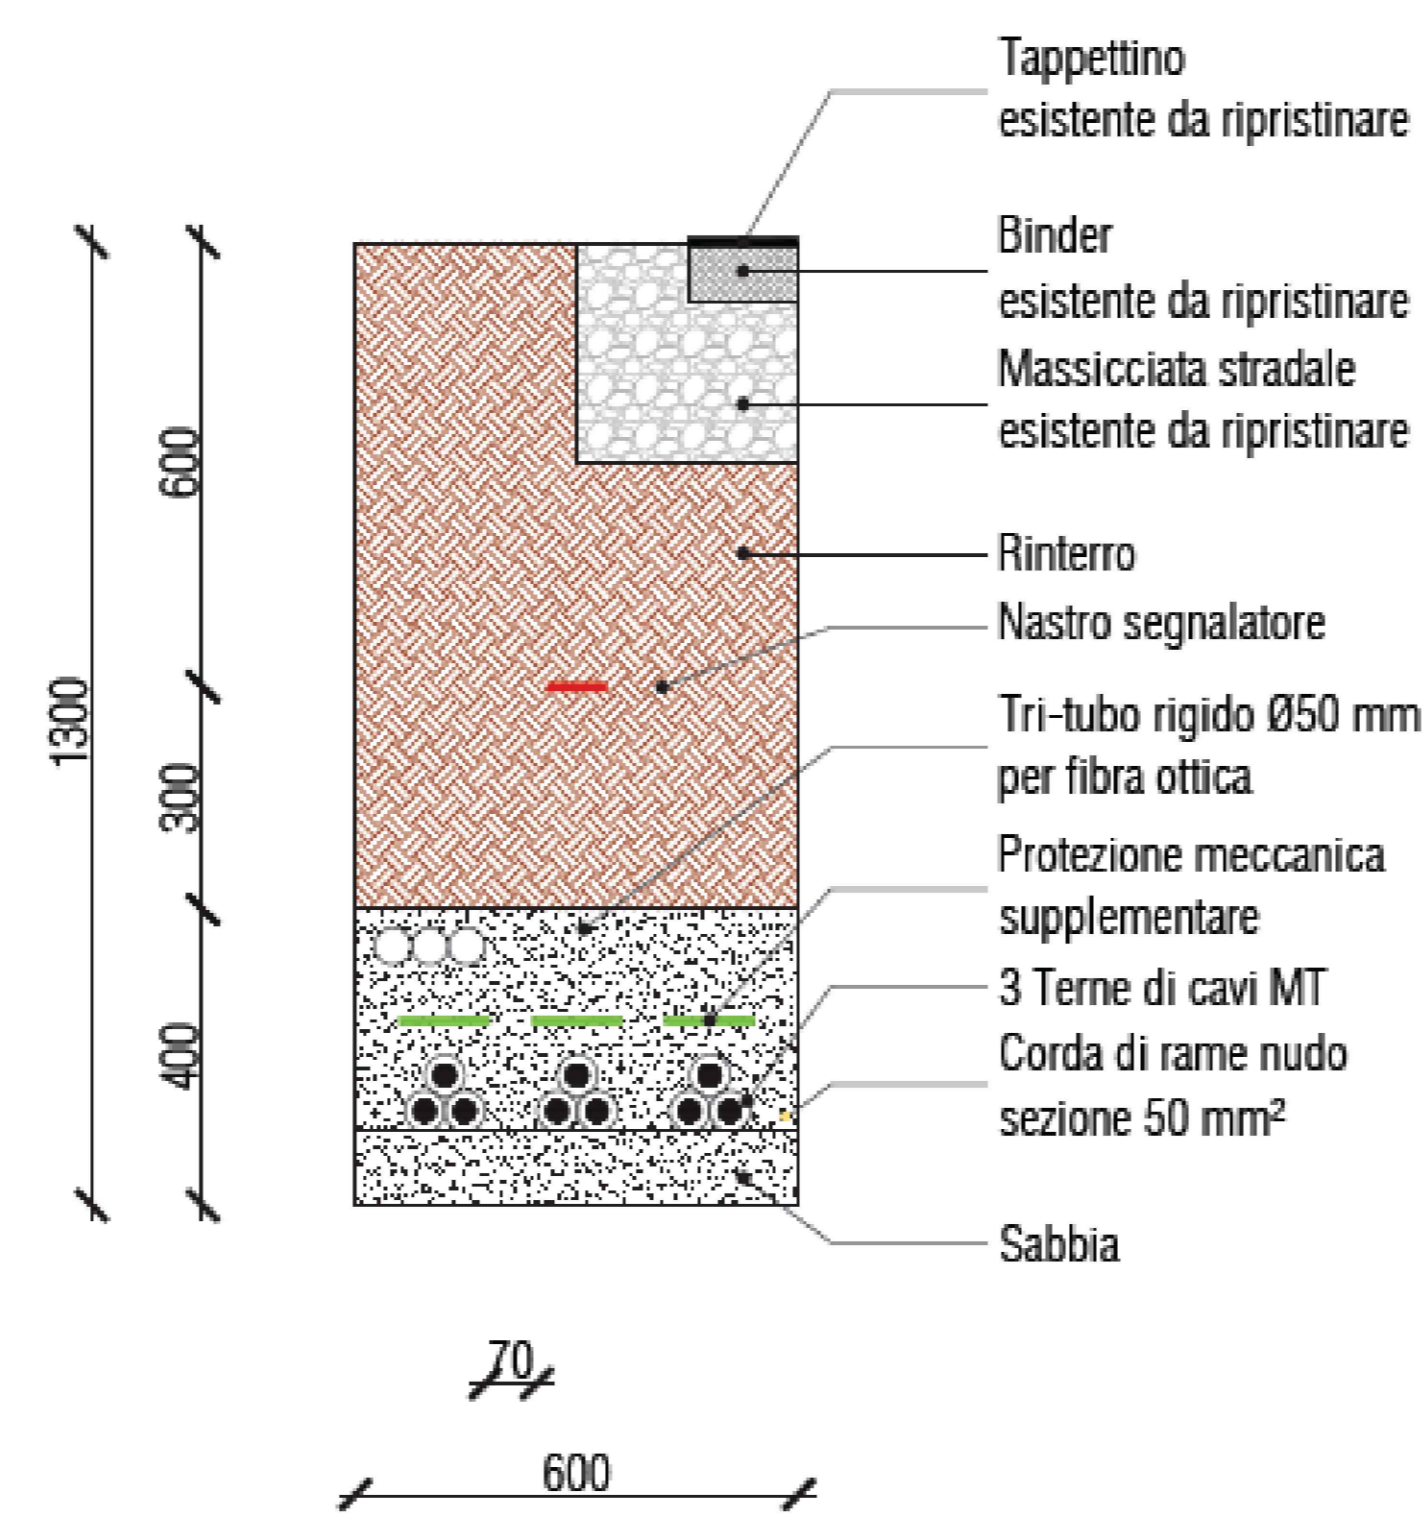 Tappettino
esistente da ripristinare
Binder
esistente da ripristinare
Massicciata stradale
esistente da ripristinare
Rinterro
Nastro segnalatore
Tri-tubo rigido Ø50 mm
per fibra ottica
Protezione meccanica
supplementare
3 Terne di cavi MT
Corda di rame nudo
sezione 50 mm²
Sabbia
1300
600
300
400
70
600